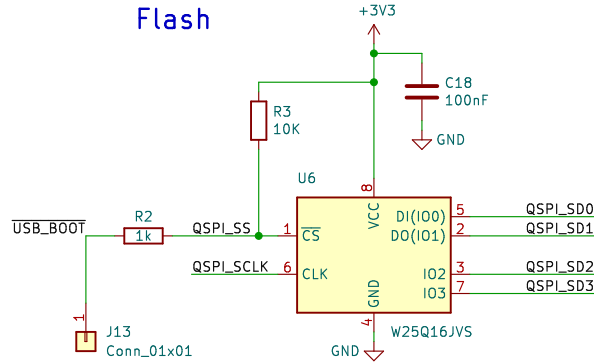 Flash
+3V3
C18
100nF
GND
R3
10K
U6
8
VCC
USB_BOOT
R2
1k
QSPI_SS
1
CS
DI(IO0)
5
QSPI_SD0
DO(IO1)
2
QSPI_SD1
QSPI_SCLK
6
CLK
IO2
3
QSPI_SD2
IO3
7
QSPI_SD3
GND
4
W25Q16JVS
GND
1
J13
Conn_01x01